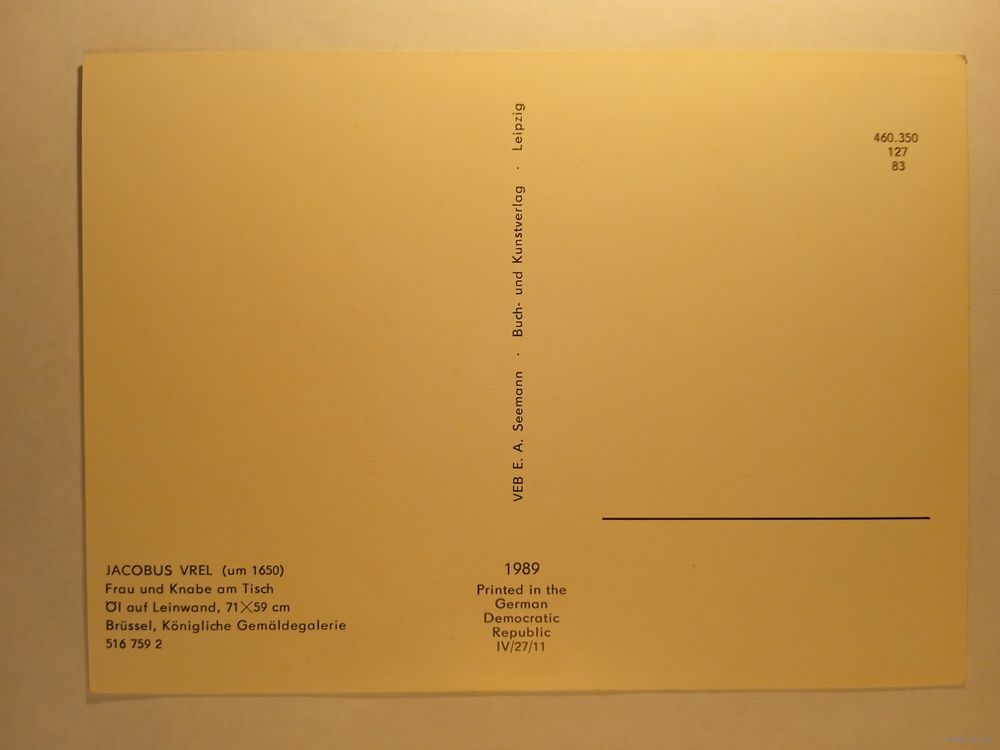 JACOBUS VREL (um 1650)
Frau und Knabe am Tisch
Öl auf Leinwand, 71×59 cm
Brüssel, Königliche Gemäldegalerie
516 759 2
VEB E. A. Seemann · Buch- und Kunstverlag · Leipzig
1989
Printed in the
German
Democratic
Republic
IV/27/11
460.350
127
83